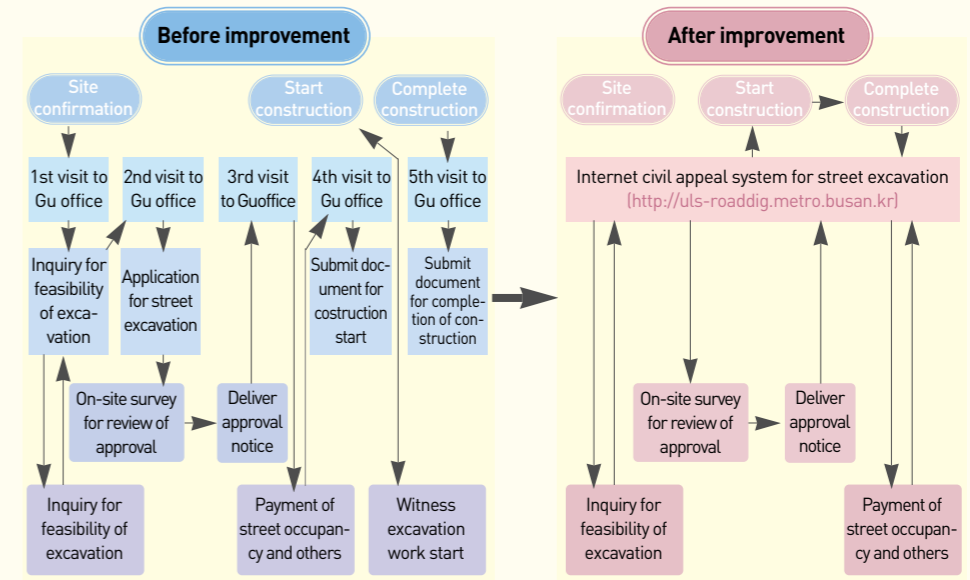 Before improvement
Site
confirmation
Start
construction
Complete
construction
1st visit to
Gu office
2nd visit to
Gu office
3rd visit
to Guoffice
4th visit to
Gu office
5th visit to
Gu office
Inquiry for
feasibility
of exca-
vation
Application
for street
excavation
Submit doc-
ument for
costruction
start
Submit
document
for comple-
tion of con-
struction
On-site survey
for review of
approval
Deliver
approval
notice
Inquiry for
feasibility of
excavation
Payment of
street occupan-
cy and others
Witness
excavation
work start
After improvement
Site
confirmation
Start
construction
Complete
construction
Internet civil appeal system for street excavation
(http://uls-roaddig.metro.busan.kr)
On-site survey
for review of
approval
Deliver
approval
notice
Inquiry for
feasibility of
excavation
Payment of
street occupan-
cy and others